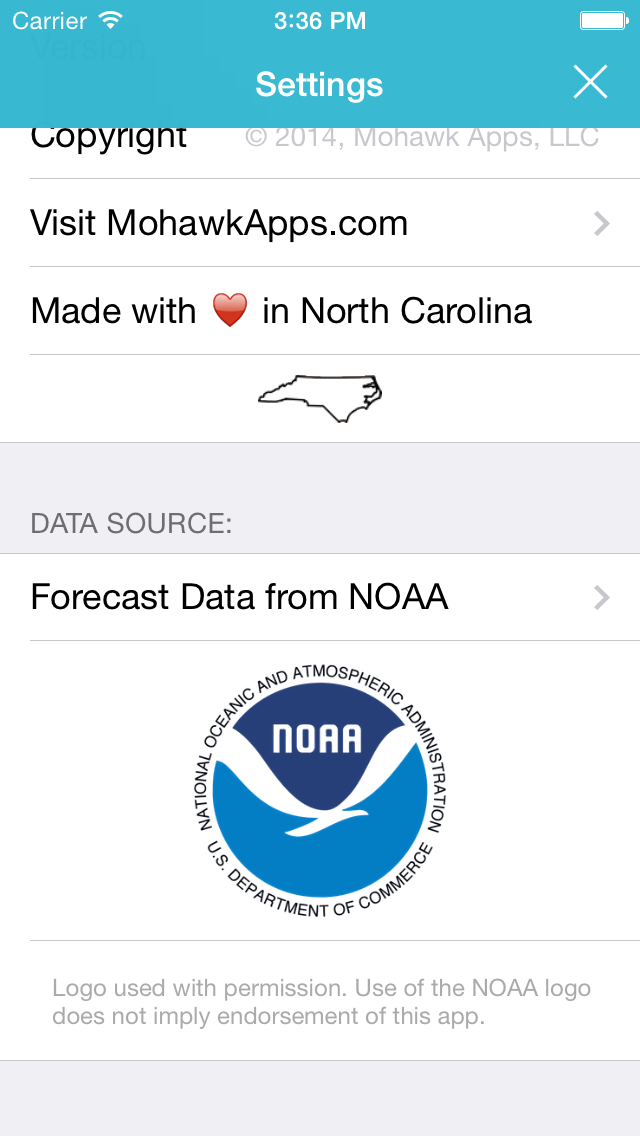 Carrier 3:36 PM
Version
Settings
Copyright © 2014, Mohawk Apps, LLC
Visit MohawkApps.com
Made with ❤️ in North Carolina
DATA SOURCE:
Forecast Data from NOAA
NATIONAL OCEANIC AND ATMOSPHERIC ADMINISTRATION
NOAA
U.S. DEPARTMENT OF COMMERCE
Logo used with permission. Use of the NOAA logo
does not imply endorsement of this app.